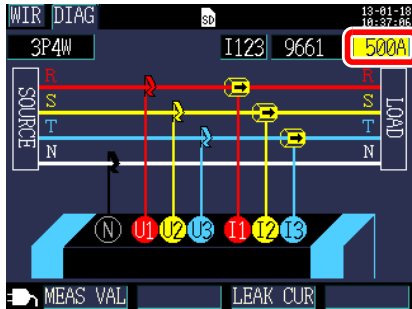 WIR DIAG SD 13-01-18
10:37:06
3P4W I123 9661 500A
SOURCE
R R
S S
T T
N N
LOAD
N U1 U2 U3 I1 I2 I3
MEAS VAL LEAK CUR